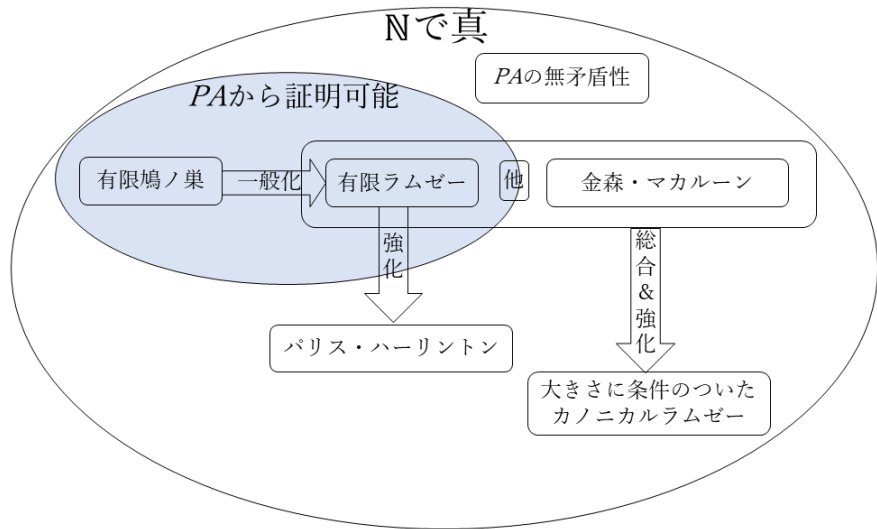 ℕで真
PAの無矛盾性
PAから証明可能
有限鳩ノ巣
一般化
有限ラムゼー
他
金森・マカルーン
強化
総合&強化
パリス・ハーリントン
大きさに条件のついた
カノニカルラムゼー